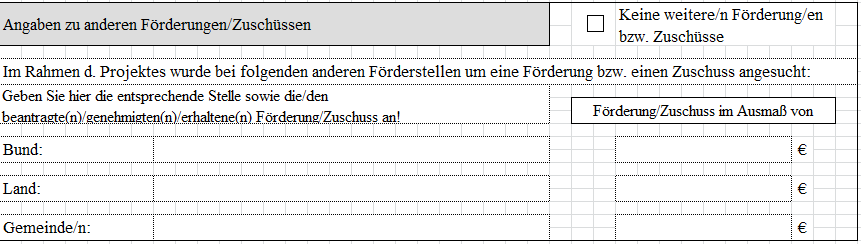 Angaben zu anderen Förderungen/Zuschüssen
Keine weitere/n Förderung/en
bzw. Zuschüsse
Im Rahmen d. Projektes wurde bei folgenden anderen Förderstellen um eine Förderung bzw. einen Zuschuss angesucht:
Geben Sie hier die entsprechende Stelle sowie die/den
beantragte(n)/genehmigten(n)/erhaltene(n) Förderung/Zuschuss an!
Förderung/Zuschuss im Ausmaß von
Bund: €
Land: €
Gemeinde/n: €